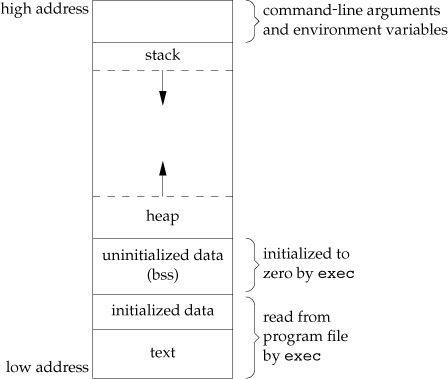 high address
command-line arguments
and environment variables
stack
heap
uninitialized data
(bss)
initialized to
zero by exec
initialized data
read from
program file
by exec
text
low address